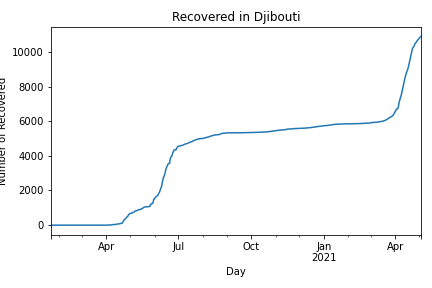 Recovered in Djibouti
Number of Recovered
10000
8000
6000
4000
2000
0
Apr
Jul
Oct
Jan
2021
Apr
Day